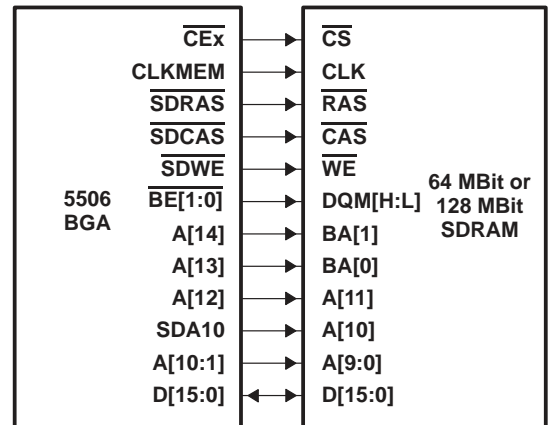 CEx CS
CLKMEM CLK
SDRAS RAS
SDCAS CAS
SDWE WE
5506 BGA
BE[1:0] DQM[H:L]
64 MBit or
128 MBit
SDRAM
A[14] BA[1]
A[13] BA[0]
A[12] A[11]
SDA10 A[10]
A[10:1] A[9:0]
D[15:0] D[15:0]